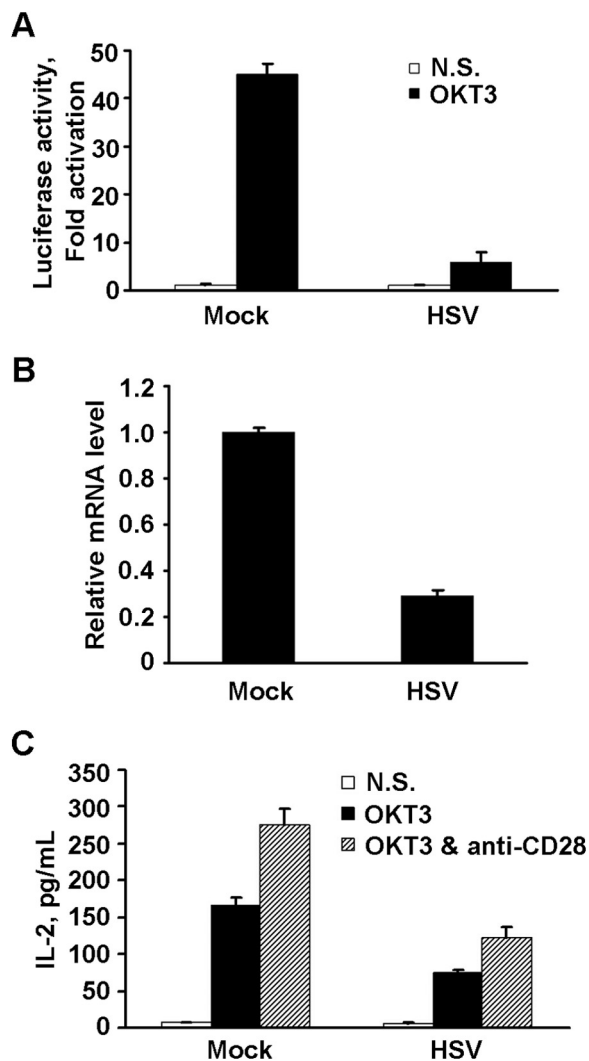 A
Luciferase activity,
Fold activation
50
40
30
20
10
0
N.S.
OKT3
Mock
HSV
B
Relative mRNA level
1.2
1.0
0.8
0.6
0.4
0.2
0
Mock
HSV
C
IL-2, pg/mL
350
300
250
200
150
100
50
0
N.S.
OKT3
OKT3 & anti-CD28
Mock
HSV